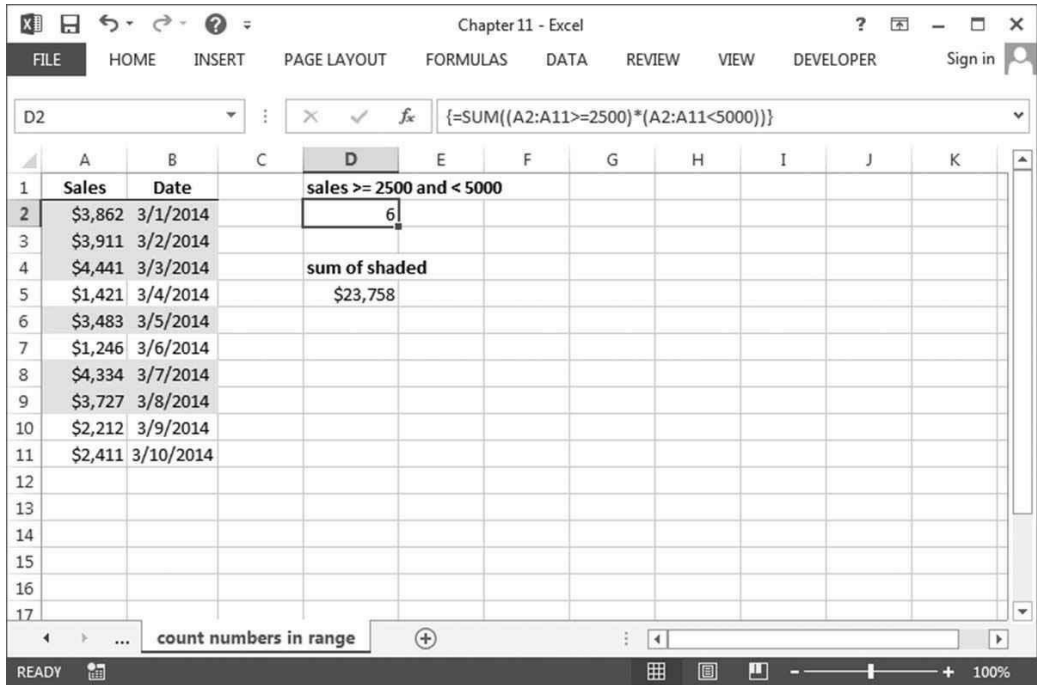 Chapter 11 - Excel
FILE HOME INSERT PAGE LAYOUT FORMULAS DATA REVIEW VIEW DEVELOPER Sign in
D2 fx {=SUM((A2:A11>=2500)*(A2:A11<5000))}
A B C D E F G H I J K
1 Sales Date sales >= 2500 and < 5000
2 $3,862 3/1/2014 6
3 $3,911 3/2/2014
4 $4,441 3/3/2014 sum of shaded
5 $1,421 3/4/2014 $23,758
6 $3,483 3/5/2014
7 $1,246 3/6/2014
8 $4,334 3/7/2014
9 $3,727 3/8/2014
10 $2,212 3/9/2014
11 $2,411 3/10/2014
12
13
14
15
16
17
... count numbers in range
READY 100%